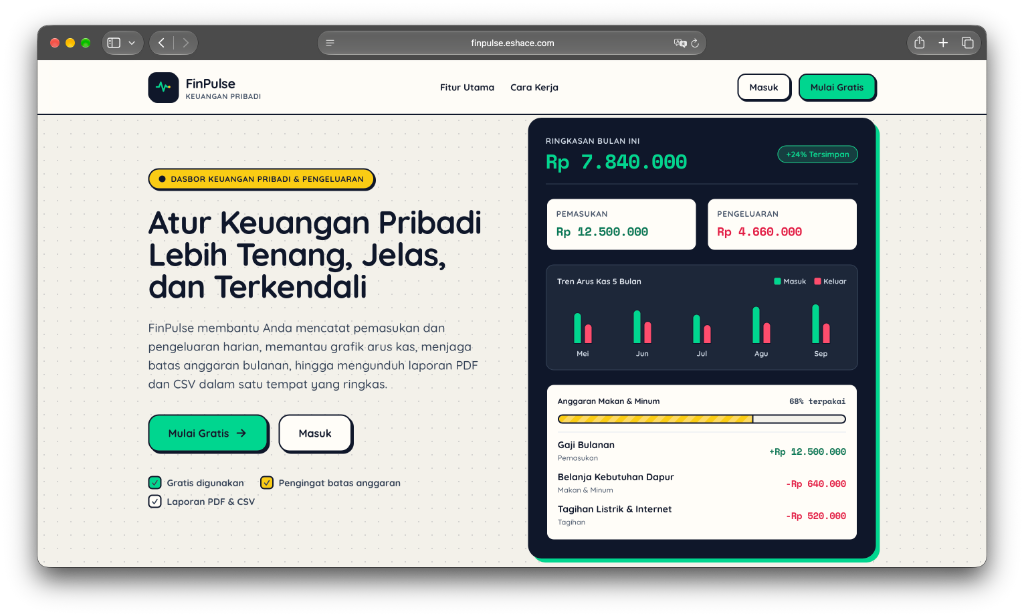 finpulse.eshace.com
FinPulse
KEUANGAN PRIBADI
Fitur Utama
Cara Kerja
Masuk
Mulai Gratis
DASBOR KEUANGAN PRIBADI & PENGELUARAN
Atur Keuangan Pribadi
Lebih Tenang, Jelas,
dan Terkendali
FinPulse membantu Anda mencatat pemasukan dan
pengeluaran harian, memantau grafik arus kas, menjaga
batas anggaran bulanan, hingga mengunduh laporan PDF
dan CSV dalam satu tempat yang ringkas.
Mulai Gratis →
Masuk
Gratis digunakan
Pengingat batas anggaran
Laporan PDF & CSV
RINGKASAN BULAN INI
Rp 7.840.000
+24% Tersimpan
PEMASUKAN
Rp 12.500.000
PENGELUARAN
Rp 4.660.000
Tren Arus Kas 5 Bulan
Masuk
Keluar
Mei
Jun
Jul
Agu
Sep
Anggaran Makan & Minum
68% terpakai
Gaji Bulanan
Pemasukan
+Rp 12.500.000
Belanja Kebutuhan Dapur
Makan & Minum
-Rp 640.000
Tagihan Listrik & Internet
Tagihan
-Rp 520.000